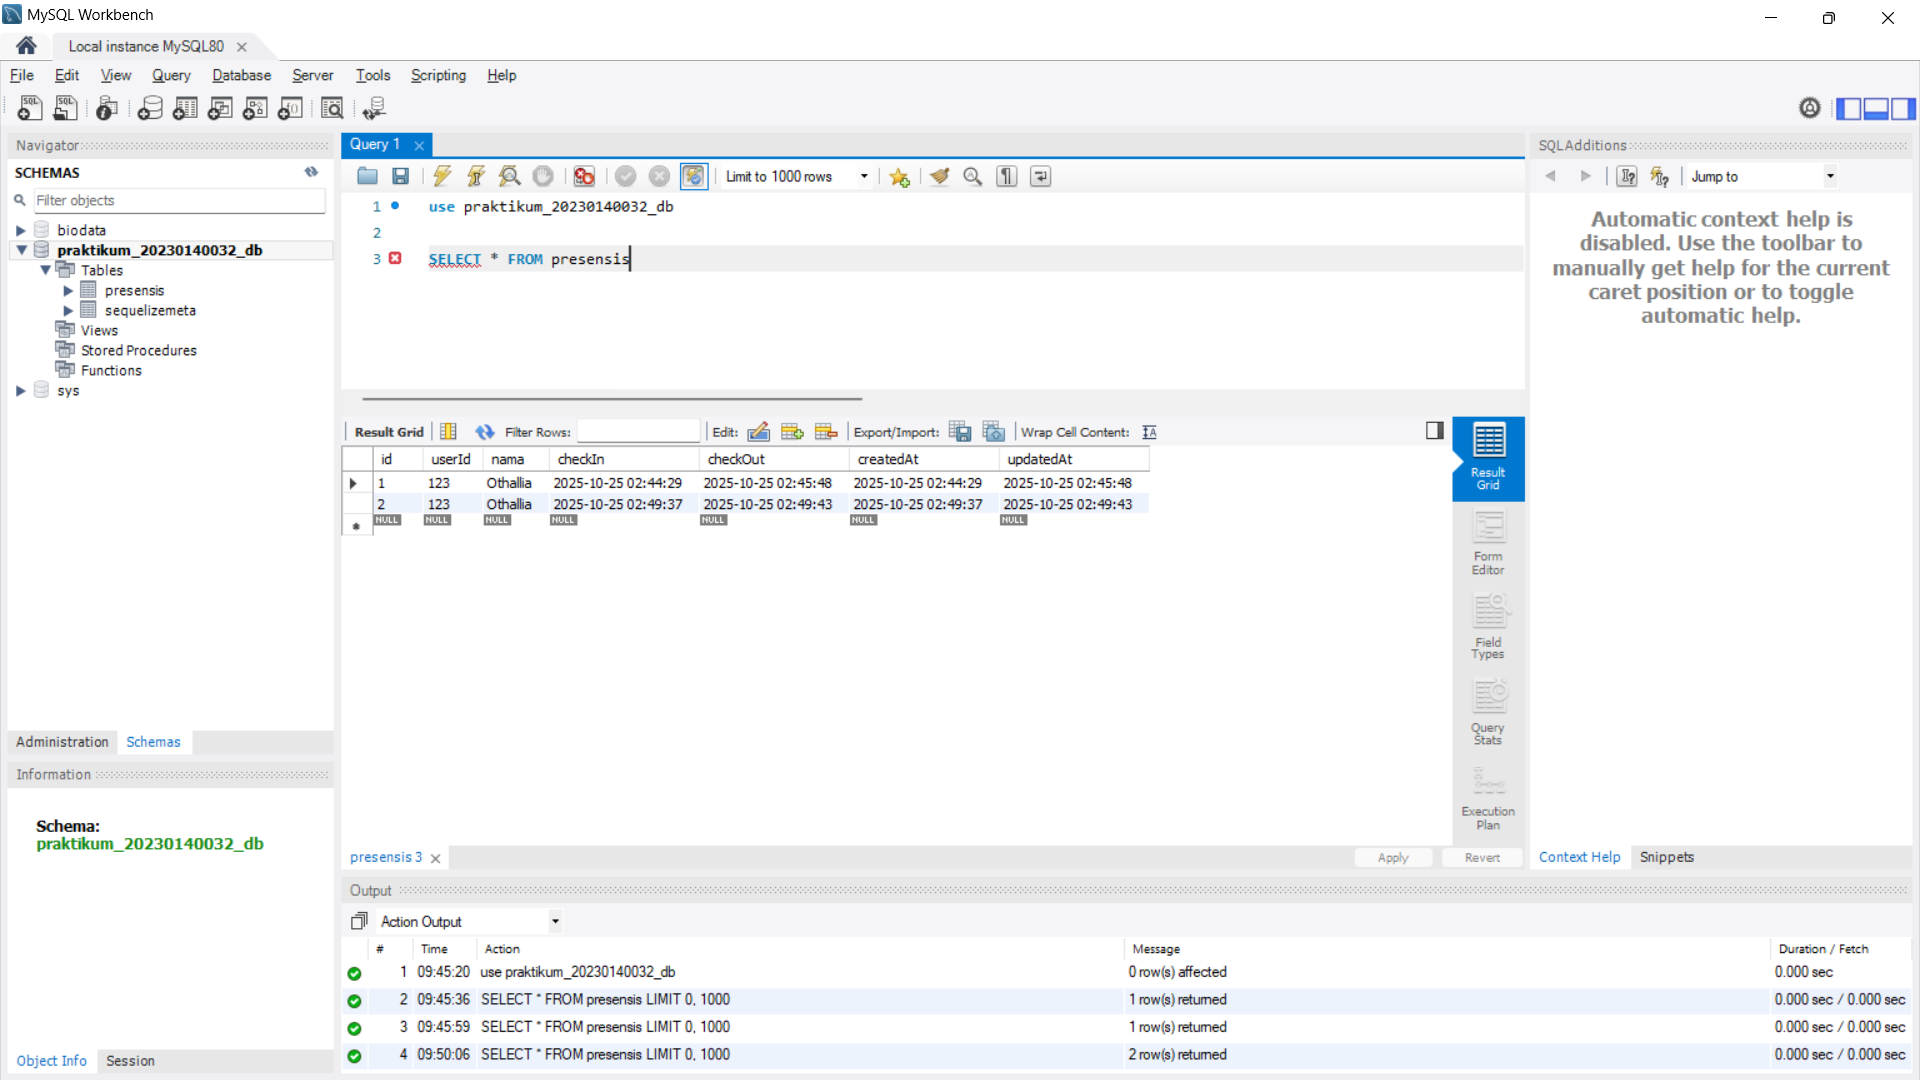 MySQL Workbench
Local instance MySQL80
File Edit View Query Database Server Tools Scripting Help
Navigator
SCHEMAS
Filter objects
biodata
praktikum_20230140032_db
Tables
presensis
sequelizemeta
Views
Stored Procedures
Functions
sys
Administration Schemas
Information
Schema:
praktikum_20230140032_db
Object Info Session
Query 1
Limit to 1000 rows
1 use praktikum_20230140032_db
2
3 SELECT * FROM presensis
Result Grid Filter Rows: Edit: Export/Import: Wrap Cell Content:
id userId nama checkIn checkOut createdAt updatedAt
1 123 Othallia 2025-10-25 02:44:29 2025-10-25 02:45:48 2025-10-25 02:44:29 2025-10-25 02:45:48
2 123 Othallia 2025-10-25 02:49:37 2025-10-25 02:49:43 2025-10-25 02:49:37 2025-10-25 02:49:43
NULL NULL NULL NULL NULL NULL NULL
Result
Grid
Form
Editor
Field
Types
Query
Stats
Execution
Plan
presensis 3
Apply Revert
SQLAdditions
Jump to
Automatic context help is
disabled. Use the toolbar to
manually get help for the current
caret position or to toggle
automatic help.
Context Help Snippets
Output
Action Output
# Time Action Message Duration / Fetch
1 09:45:20 use praktikum_20230140032_db 0 row(s) affected 0.000 sec
2 09:45:36 SELECT * FROM presensis LIMIT 0, 1000 1 row(s) returned 0.000 sec / 0.000 sec
3 09:45:59 SELECT * FROM presensis LIMIT 0, 1000 1 row(s) returned 0.000 sec / 0.000 sec
4 09:50:06 SELECT * FROM presensis LIMIT 0, 1000 2 row(s) returned 0.000 sec / 0.000 sec